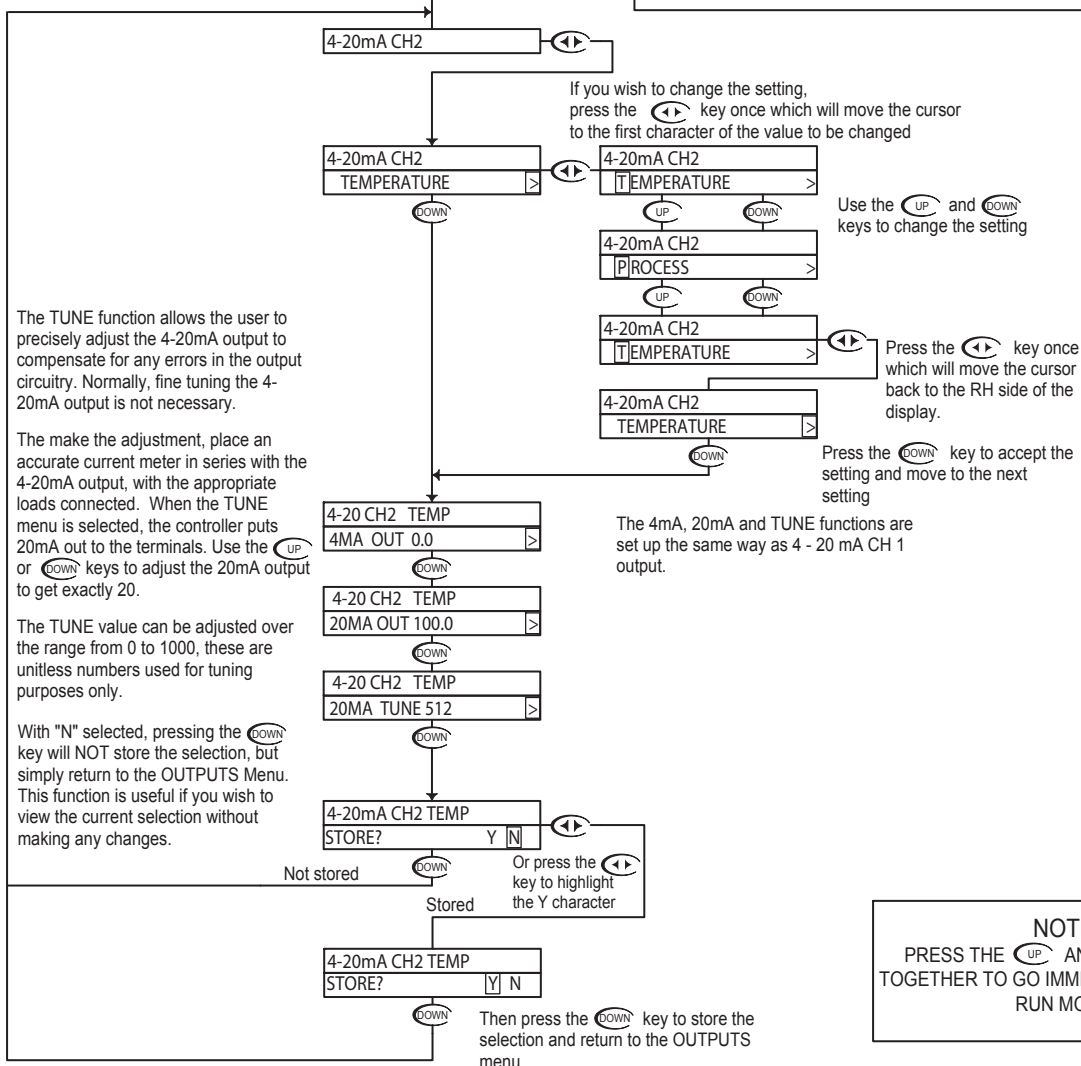 4-20mA CH2
If you wish to change the setting,
press the key once which will move the cursor
to the first character of the value to be changed
4-20mA CH2
TEMPERATURE >
4-20mA CH2
TEMPERATURE >
DOWN
UP DOWN
Use the UP and DOWN
keys to change the setting
4-20mA CH2
PROCESS >
UP DOWN
4-20mA CH2
TEMPERATURE >
Press the key once
which will move the cursor
back to the RH side of the
display.
4-20mA CH2
TEMPERATURE >
DOWN
Press the DOWN key to accept the
setting and move to the next
setting
The TUNE function allows the user to
precisely adjust the 4-20mA output to
compensate for any errors in the output
circuitry. Normally, fine tuning the 4-
20mA output is not necessary.
The make the adjustment, place an
accurate current meter in series with the
4-20mA output, with the appropriate
loads connected. When the TUNE
menu is selected, the controller puts
20mA out to the terminals. Use the UP
or DOWN keys to adjust the 20mA output
to get exactly 20.
The TUNE value can be adjusted over
the range from 0 to 1000, these are
unitless numbers used for tuning
purposes only.
With "N" selected, pressing the DOWN
key will NOT store the selection, but
simply return to the OUTPUTS Menu.
This function is useful if you wish to
view the current selection without
making any changes.
4-20 CH2 TEMP
4MA OUT 0.0 >
DOWN
The 4mA, 20mA and TUNE functions are
set up the same way as 4 - 20 mA CH 1
output.
4-20 CH2 TEMP
20MA OUT 100.0 >
DOWN
4-20 CH2 TEMP
20MA TUNE 512 >
DOWN
4-20mA CH2 TEMP
STORE? Y N
DOWN
Not stored
Or press the
key to highlight
the Y character
Stored
4-20mA CH2 TEMP
STORE? Y N
DOWN
Then press the DOWN key to store the
selection and return to the OUTPUTS
menu
NOT
PRESS THE UP AN
TOGETHER TO GO IMM
RUN MO